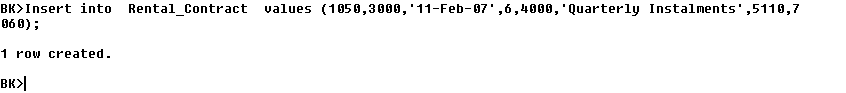 BK>Insert into  Rental_Contract  values (1050,3000,'11-Feb-07',6,4000,'Quarterly Instalments',5110,7
060);
1 row created.
BK>